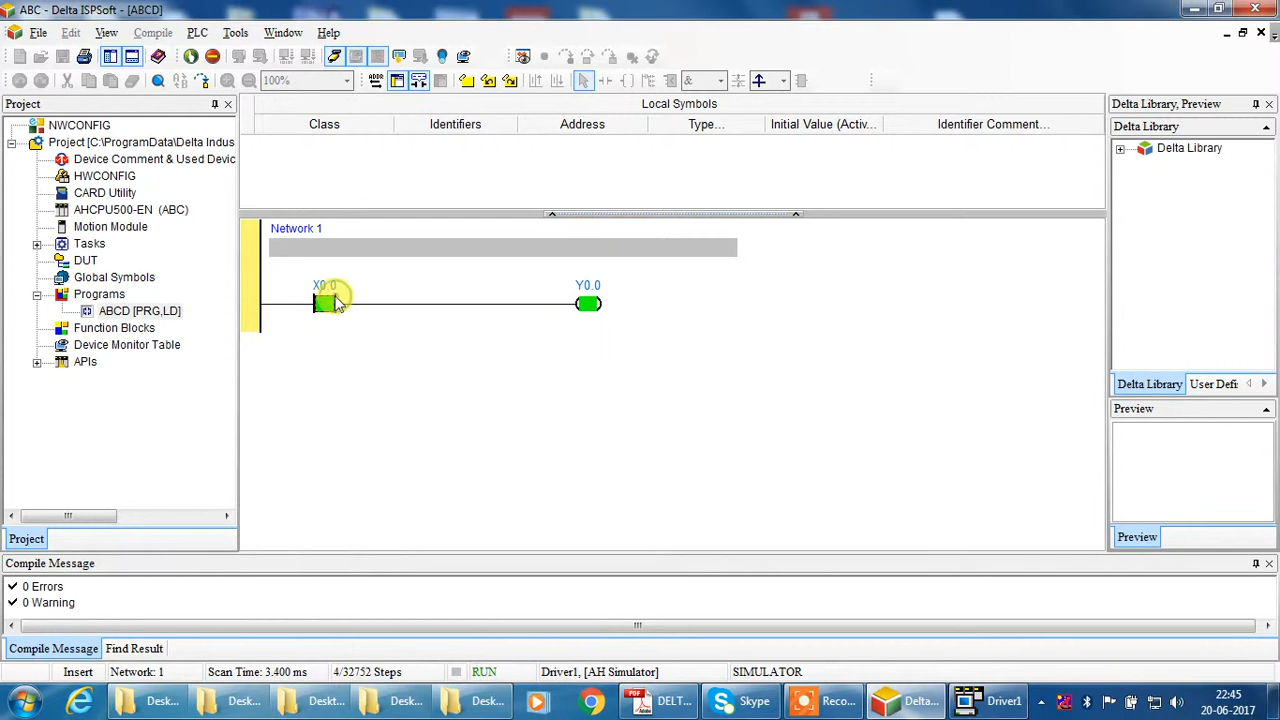 ABC - Delta ISPSoft - [ABCD]
File Edit View Compile PLC Tools Window Help
100%
ADDR
&
Project
NWCONFIG
Project [C:\ProgramData\Delta Indus
Device Comment & Used Devic
HWCONFIG
CARD Utility
AHCPU500-EN (ABC)
Motion Module
Tasks
DUT
Global Symbols
Programs
ABCD [PRG,LD]
Function Blocks
Device Monitor Table
APIs
Project
Local Symbols
Class Identifiers Address Type... Initial Value (Activ... Identifier Comment...
Network 1
X0.0 Y0.0
Delta Library, Preview
Delta Library
Delta Library
Delta Library User Defi
Preview
Preview
Compile Message
0 Errors
0 Warning
Compile Message Find Result
Insert Network: 1 Scan Time: 3.400 ms 4/32752 Steps RUN Driver1, [AH Simulator] SIMULATOR
Desk... Desk... Deskt... Desk... Desk... DELT... Skype Reco... Delta... Driver1
22:45
20-06-2017